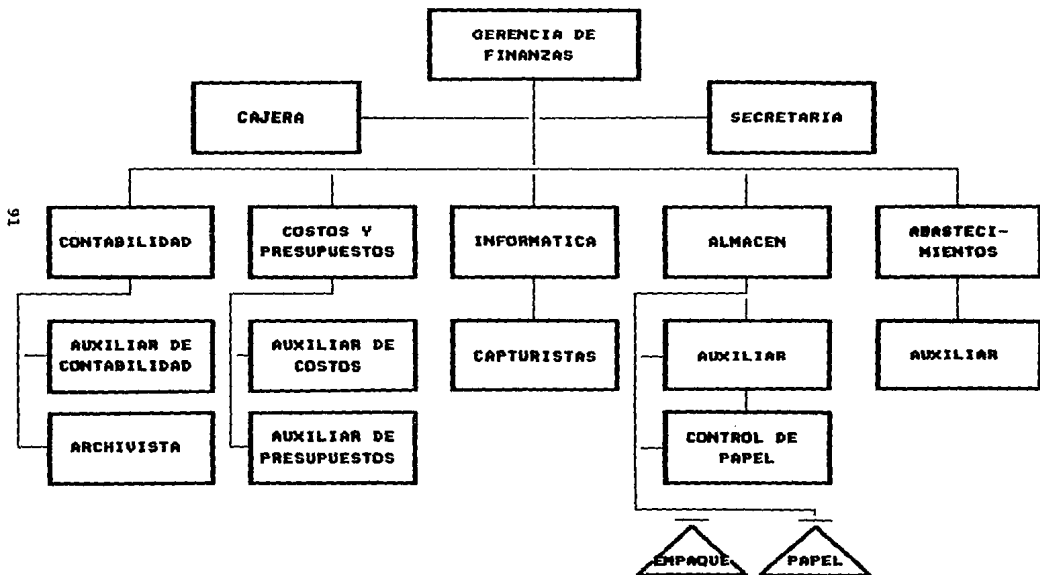 GERENCIA DE
FINANZAS
CAJERA
SECRETARIA
CONTABILIDAD
COSTOS Y
PRESUPUESTOS
INFORMATICA
ALMACEN
ABASTECI-
MIENTOS
AUXILIAR DE
CONTABILIDAD
AUXILIAR DE
COSTOS
CAPTURISTAS
AUXILIAR
AUXILIAR
ARCHIVISTA
AUXILIAR DE
PRESUPUESTOS
CONTROL DE
PAPEL
EMPAQUE
PAPEL
91